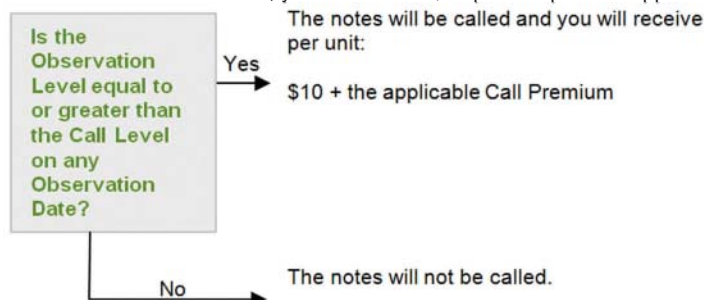 Is the
Observation
Level equal to
or greater than
the Call Level
on any
Observation
Date?
Yes
The notes will be called and you will receive
per unit:
$10 + the applicable Call Premium
No
The notes will not be called.